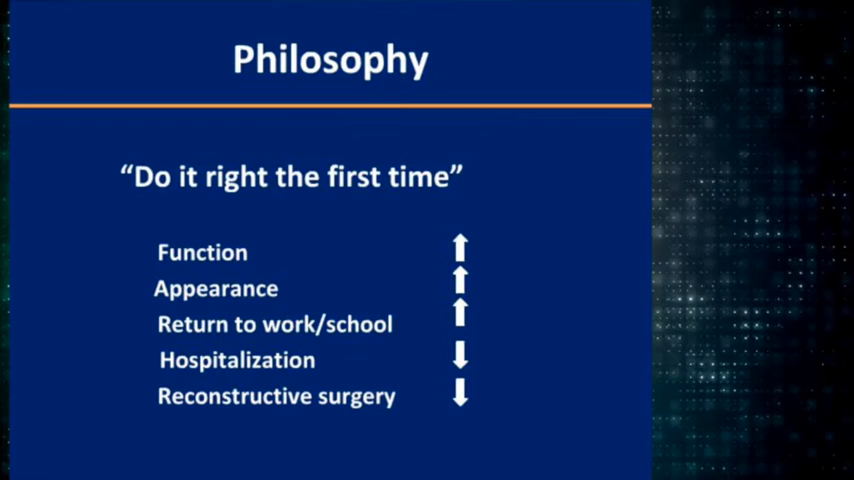 Philosophy
“Do it right the first time”
Function
Appearance
Return to work/school
Hospitalization
Reconstructive surgery